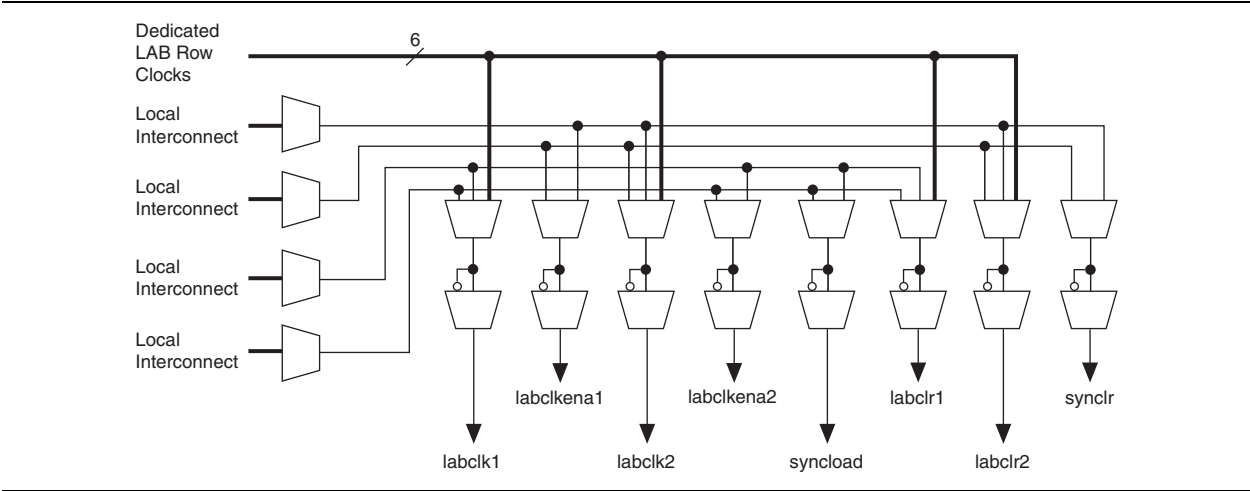 Dedicated
LAB Row
Clocks
6
Local
Interconnect
Local
Interconnect
Local
Interconnect
Local
Interconnect
labclkena1
labclkena2
labclr1
synclr
labclk1
labclk2
syncload
labclr2